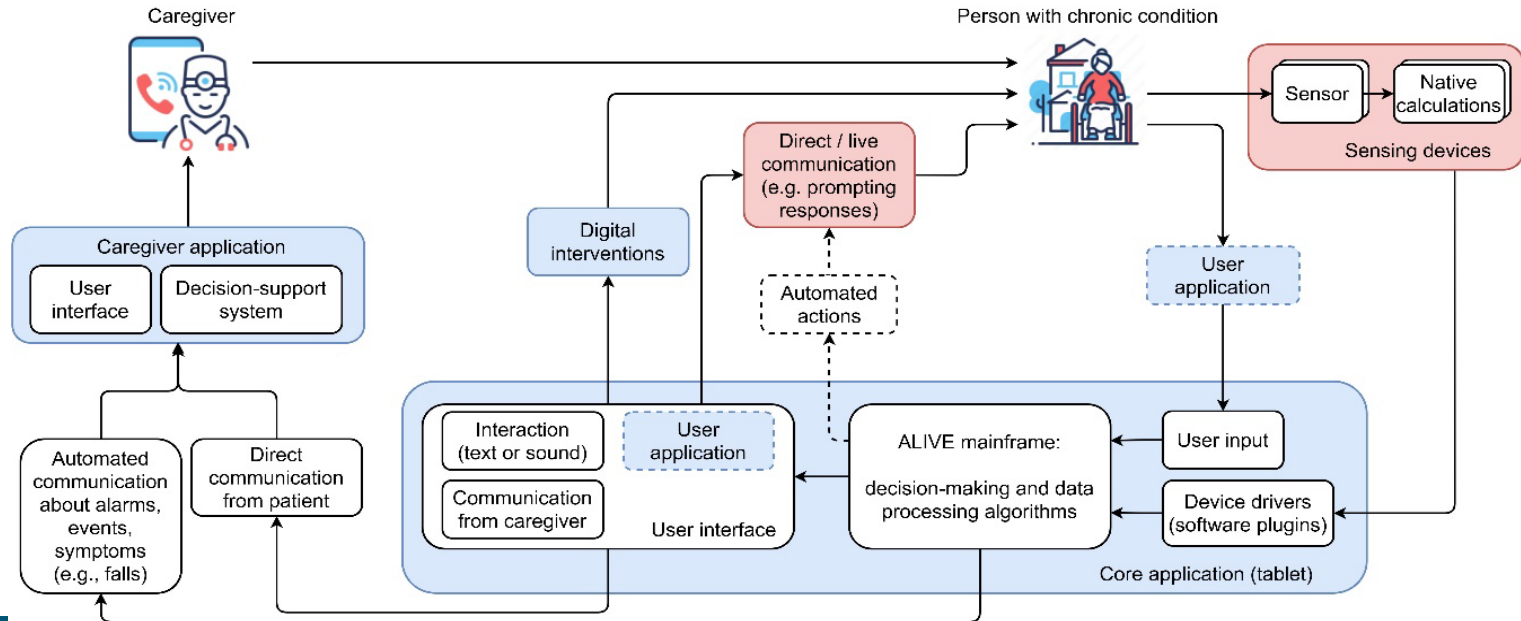 Caregiver
Person with chronic condition
Sensor
Native
calculations
Sensing devices
Direct / live
communication
(e.g. prompting
responses)
Digital
interventions
Caregiver application
User
interface
Decision-support
system
User
application
Automated
actions
Interaction
(text or sound)
User
application
Communication
from caregiver
User interface
ALIVE mainframe:
decision-making and data
processing algorithms
User input
Device drivers
(software plugins)
Core application (tablet)
Automated
communication
about alarms,
events,
symptoms
(e.g., falls)
Direct
communication
from patient